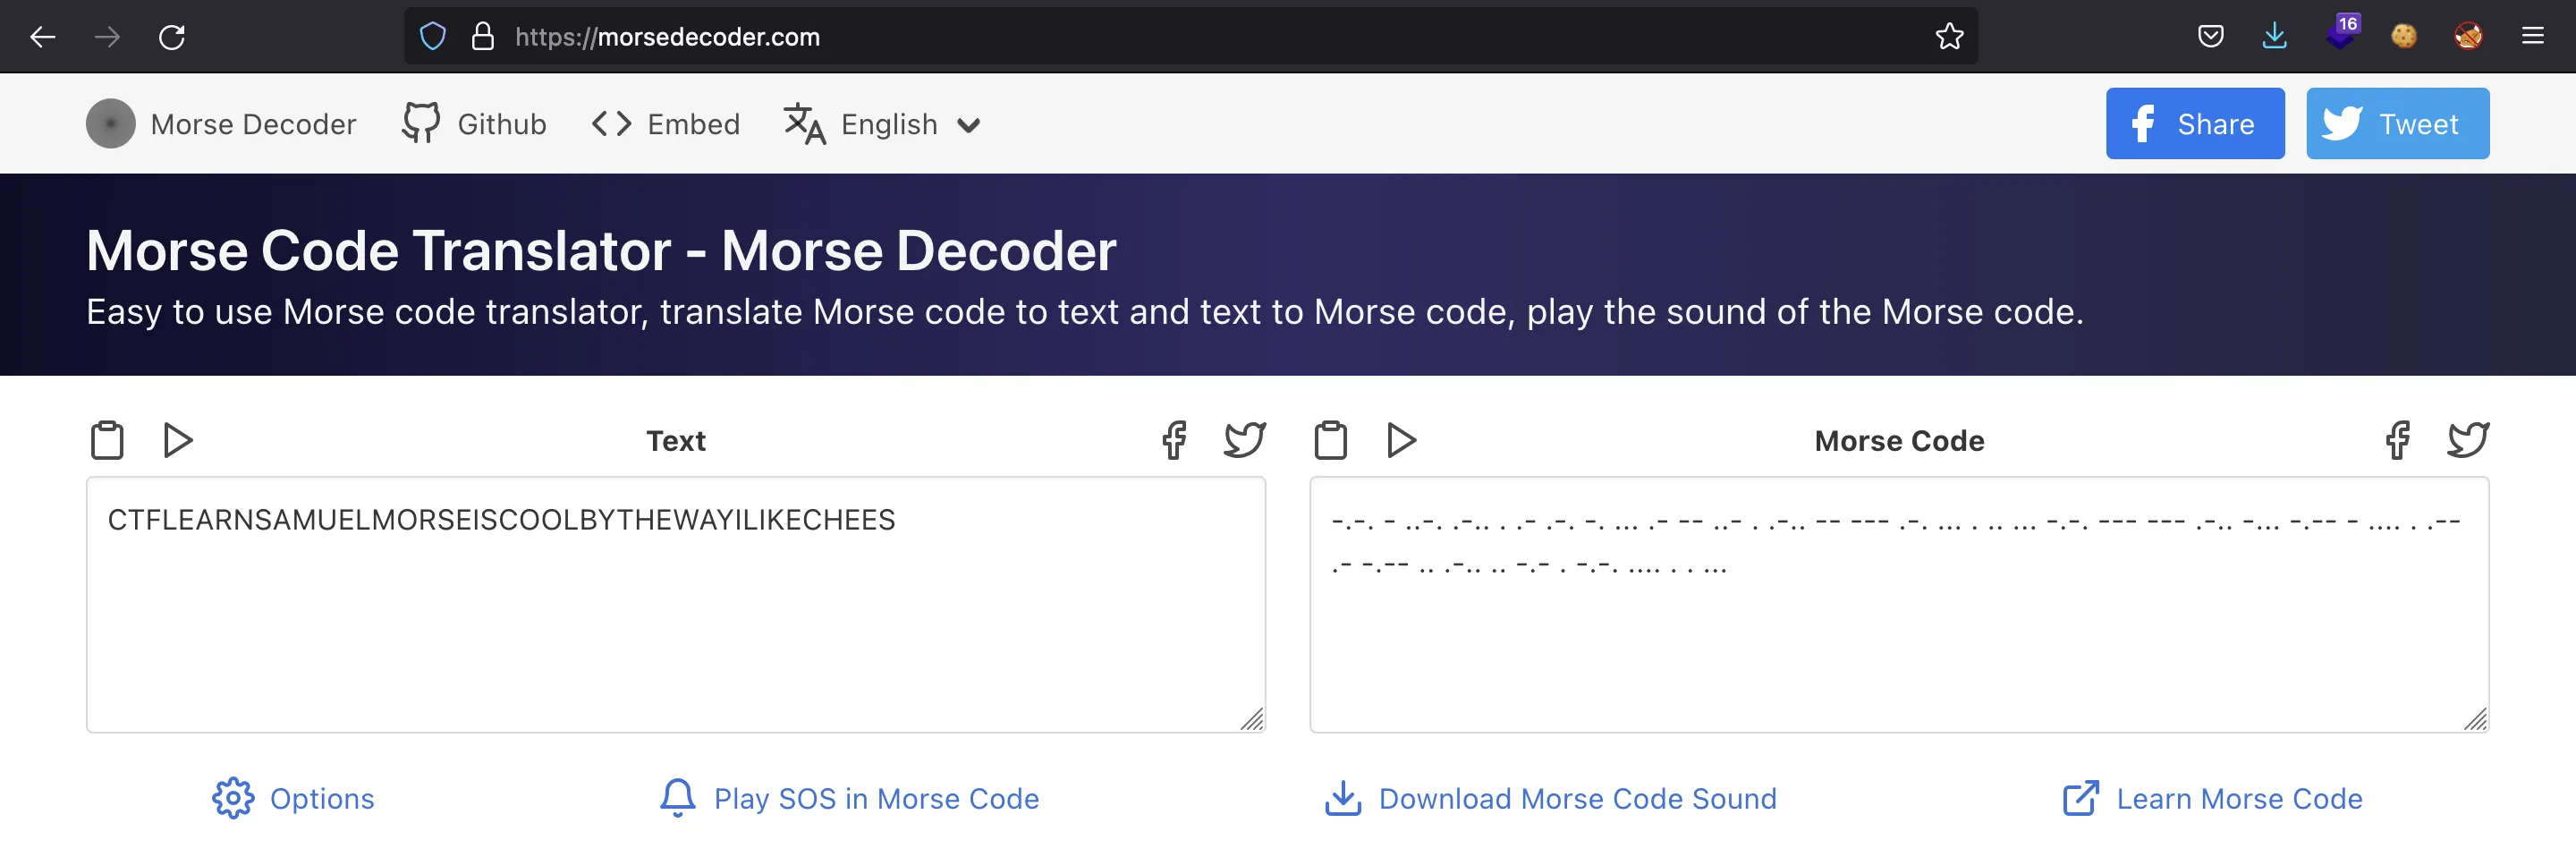 https://morsedecoder.com
16
Morse Decoder Github Embed English Share Tweet
Morse Code Translator - Morse Decoder
Easy to use Morse code translator, translate Morse code to text and text to Morse code, play the sound of the Morse code.
Text
Morse Code
CTFLEARNSAMUELMORSEISCOOLBYTHEWAYILIKECHEES
-.-. - ..-. .-.. . .- .-. -. ... .- -- ..- . .-.. -- --- .-. ... . .. ... -.-. --- --- .-.. -... -.-- - .... . .--
.- -.-- .. .-.. .. -.- . -.-. .... . . ...
Options Play SOS in Morse Code Download Morse Code Sound Learn Morse Code